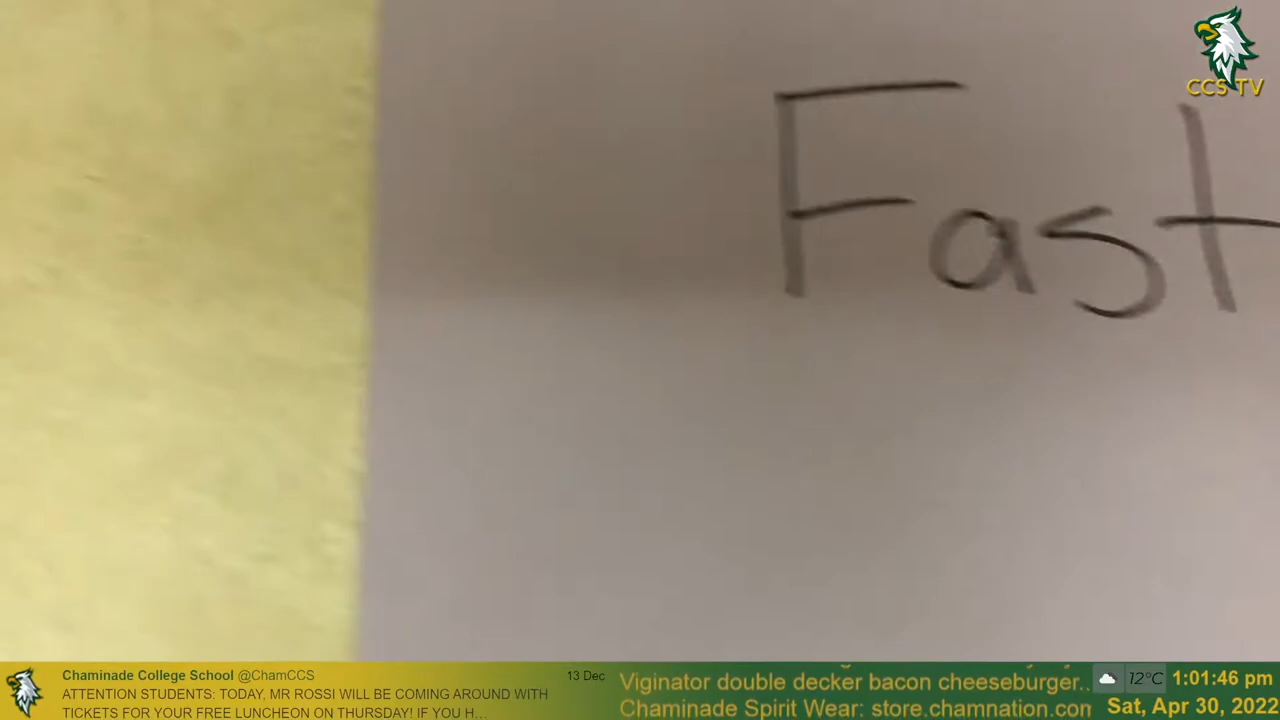 CCS TV
Fast
Chaminade College School @ChamCCS
13 Dec
ATTENTION STUDENTS: TODAY, MR ROSSI WILL BE COMING AROUND WITH
TICKETS FOR YOUR FREE LUNCHEON ON THURSDAY! IF YOU H...
Viginator double decker bacon cheeseburger..
Chaminade Spirit Wear: store.chamnation.com
12°C
1:01:46 pm
Sat, Apr 30, 2022